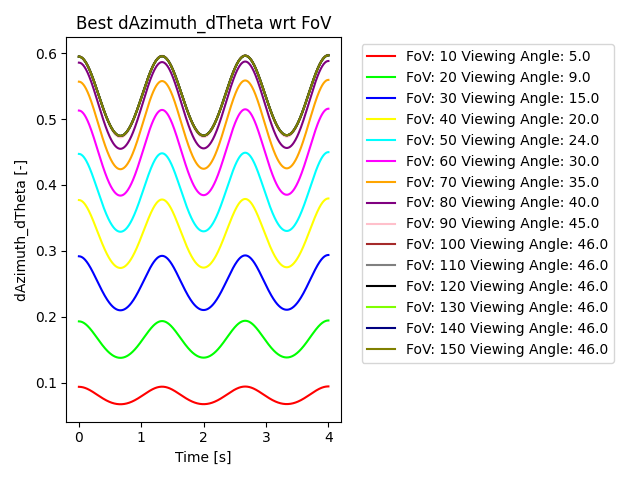 Best dAzimuth_dTheta wrt FoV
dAzimuth_dTheta [-]
0.6
0.5
0.4
0.3
0.2
0.1
0
1
2
3
4
Time [s]
FoV: 10 Viewing Angle: 5.0
FoV: 20 Viewing Angle: 9.0
FoV: 30 Viewing Angle: 15.0
FoV: 40 Viewing Angle: 20.0
FoV: 50 Viewing Angle: 24.0
FoV: 60 Viewing Angle: 30.0
FoV: 70 Viewing Angle: 35.0
FoV: 80 Viewing Angle: 40.0
FoV: 90 Viewing Angle: 45.0
FoV: 100 Viewing Angle: 46.0
FoV: 110 Viewing Angle: 46.0
FoV: 120 Viewing Angle: 46.0
FoV: 130 Viewing Angle: 46.0
FoV: 140 Viewing Angle: 46.0
FoV: 150 Viewing Angle: 46.0